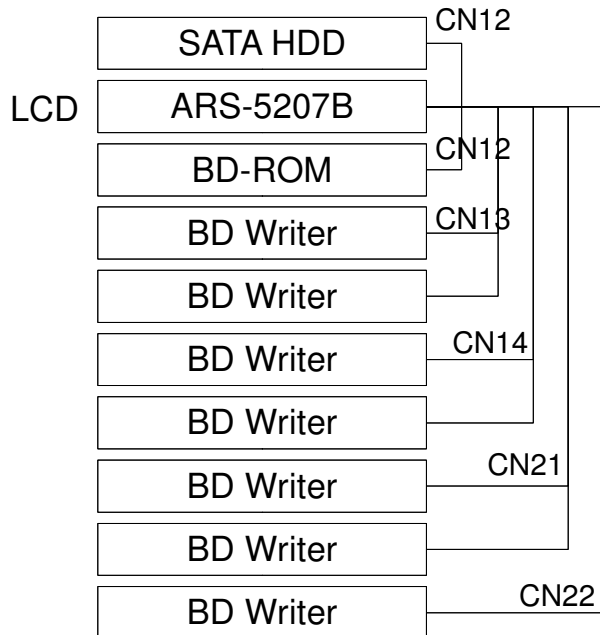 CN12
SATA HDD
LCD ARS-5207B
CN12
BD-ROM
CN13
BD Writer
BD Writer
CN14
BD Writer
BD Writer
CN21
BD Writer
BD Writer
CN22
BD Writer